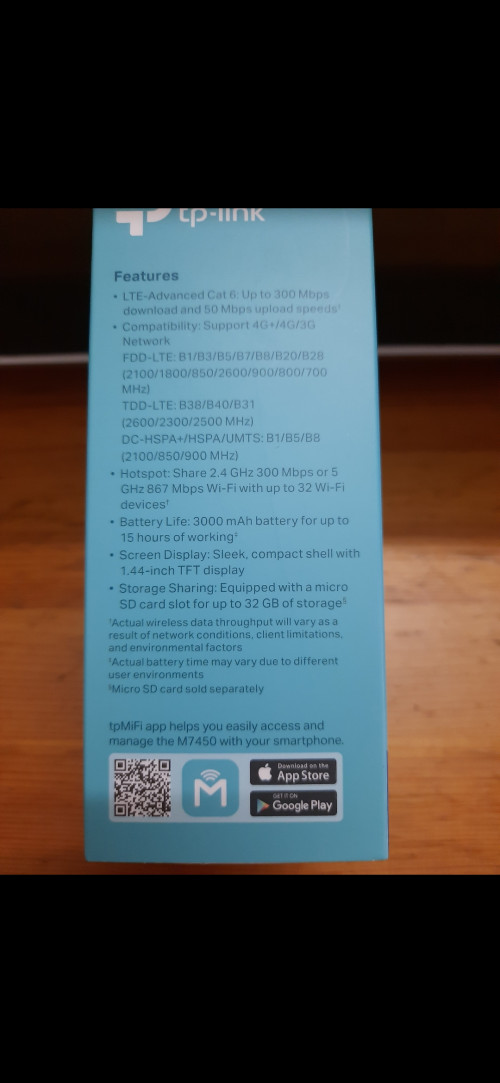 tp-link
Features
• LTE-Advanced Cat 6: Up to 300 Mbps
download and 50 Mbps upload speeds†
• Compatibility: Support 4G+/4G/3G
Network
FDD-LTE: B1/B3/B5/B7/B8/B20/B28
(2100/1800/850/2600/900/800/700
MHz)
TDD-LTE: B38/B40/B31
(2600/2300/2500 MHz)
DC-HSPA+/HSPA/UMTS: B1/B5/B8
(2100/850/900 MHz)
• Hotspot: Share 2.4 GHz 300 Mbps or 5
GHz 867 Mbps Wi-Fi with up to 32 Wi-Fi
devices†
• Battery Life: 3000 mAh battery for up to
15 hours of working‡
• Screen Display: Sleek, compact shell with
1.44-inch TFT display
• Storage Sharing: Equipped with a micro
SD card slot for up to 32 GB of storage§
†Actual wireless data throughput will vary as a
result of network conditions, client limitations,
and environmental factors
‡Actual battery time may vary due to different
user environments
§Micro SD card sold separately
tpMiFi app helps you easily access and
manage the M7450 with your smartphone.
M
Download on the
App Store
GET IT ON
Google Play